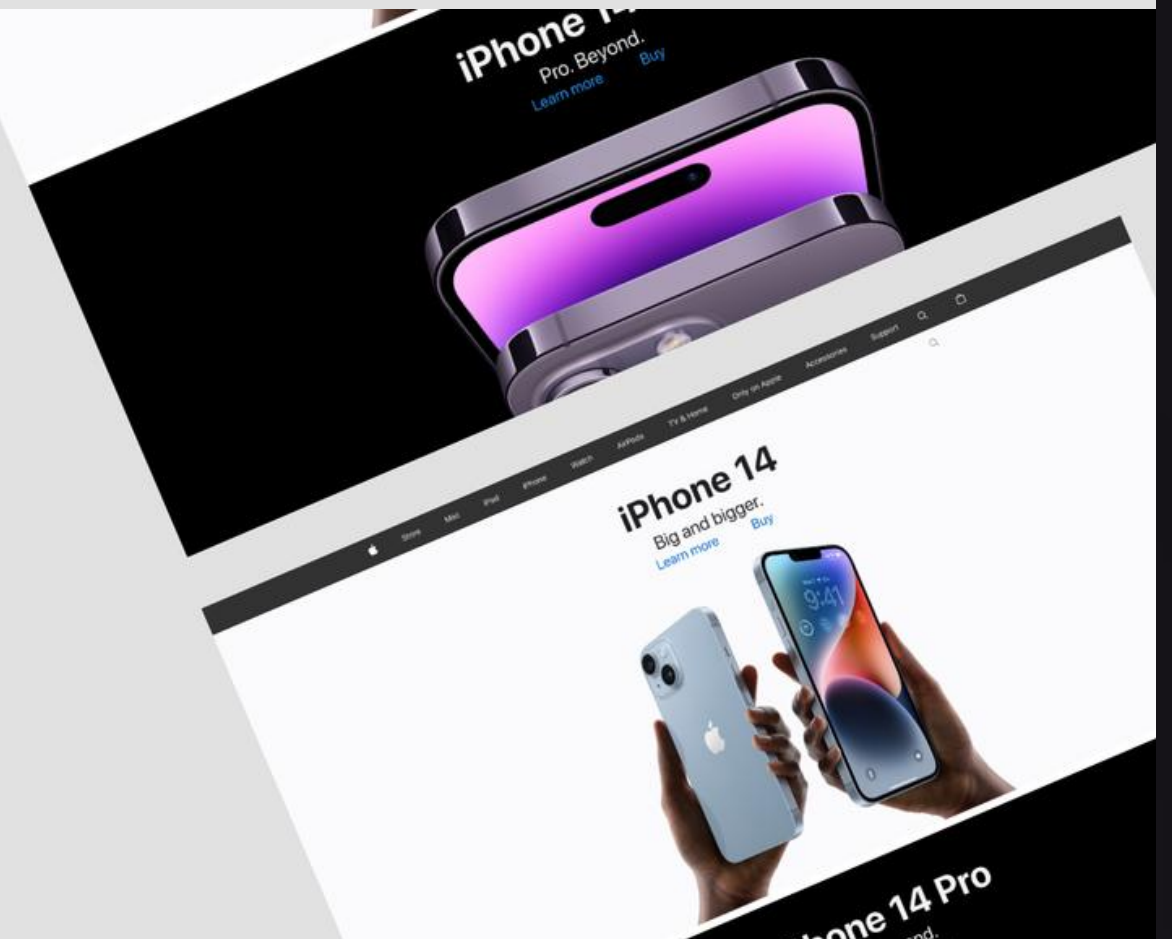 iPhone 14
Pro. Beyond.
Learn more Buy
Store Mac iPad iPhone Watch AirPods TV & Home Only on Apple Accessories Support
iPhone 14
Big and bigger.
Learn more Buy
9:41
iPhone 14 Pro